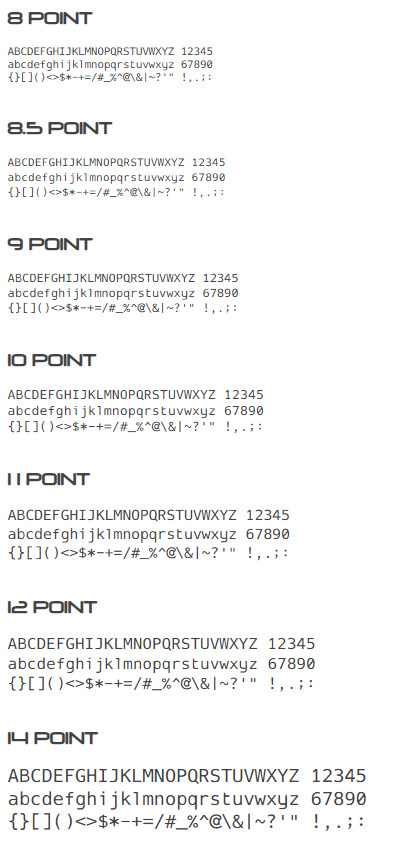 8 POINT
ABCDEFGHIJKLMNOPQRSTUVWXYZ 12345
abcdefghijklmnopqrstuvwxyz 67890
{}[]()<>$*-+=/#_%^@\&|~?'" !,.;:
8.5 POINT
ABCDEFGHIJKLMNOPQRSTUVWXYZ 12345
abcdefghijklmnopqrstuvwxyz 67890
{}[]()<>$*-+=/#_%^@\&|~?'" !,.;:
9 POINT
ABCDEFGHIJKLMNOPQRSTUVWXYZ 12345
abcdefghijklmnopqrstuvwxyz 67890
{}[]()<>$*-+=/#_%^@\&|~?'" !,.;:
10 POINT
ABCDEFGHIJKLMNOPQRSTUVWXYZ 12345
abcdefghijklmnopqrstuvwxyz 67890
{}[]()<>$*-+=/#_%^@\&|~?'" !,.;:
11 POINT
ABCDEFGHIJKLMNOPQRSTUVWXYZ 12345
abcdefghijklmnopqrstuvwxyz 67890
{}[]()<>$*-+=/#_%^@\&|~?'" !,.;:
12 POINT
ABCDEFGHIJKLMNOPQRSTUVWXYZ 12345
abcdefghijklmnopqrstuvwxyz 67890
{}[]()<>$*-+=/#_%^@\&|~?'" !,.;:
14 POINT
ABCDEFGHIJKLMNOPQRSTUVWXYZ 12345
abcdefghijklmnopqrstuvwxyz 67890
{}[]()<>$*-+=/#_%^@\&|~?'" !,.;: